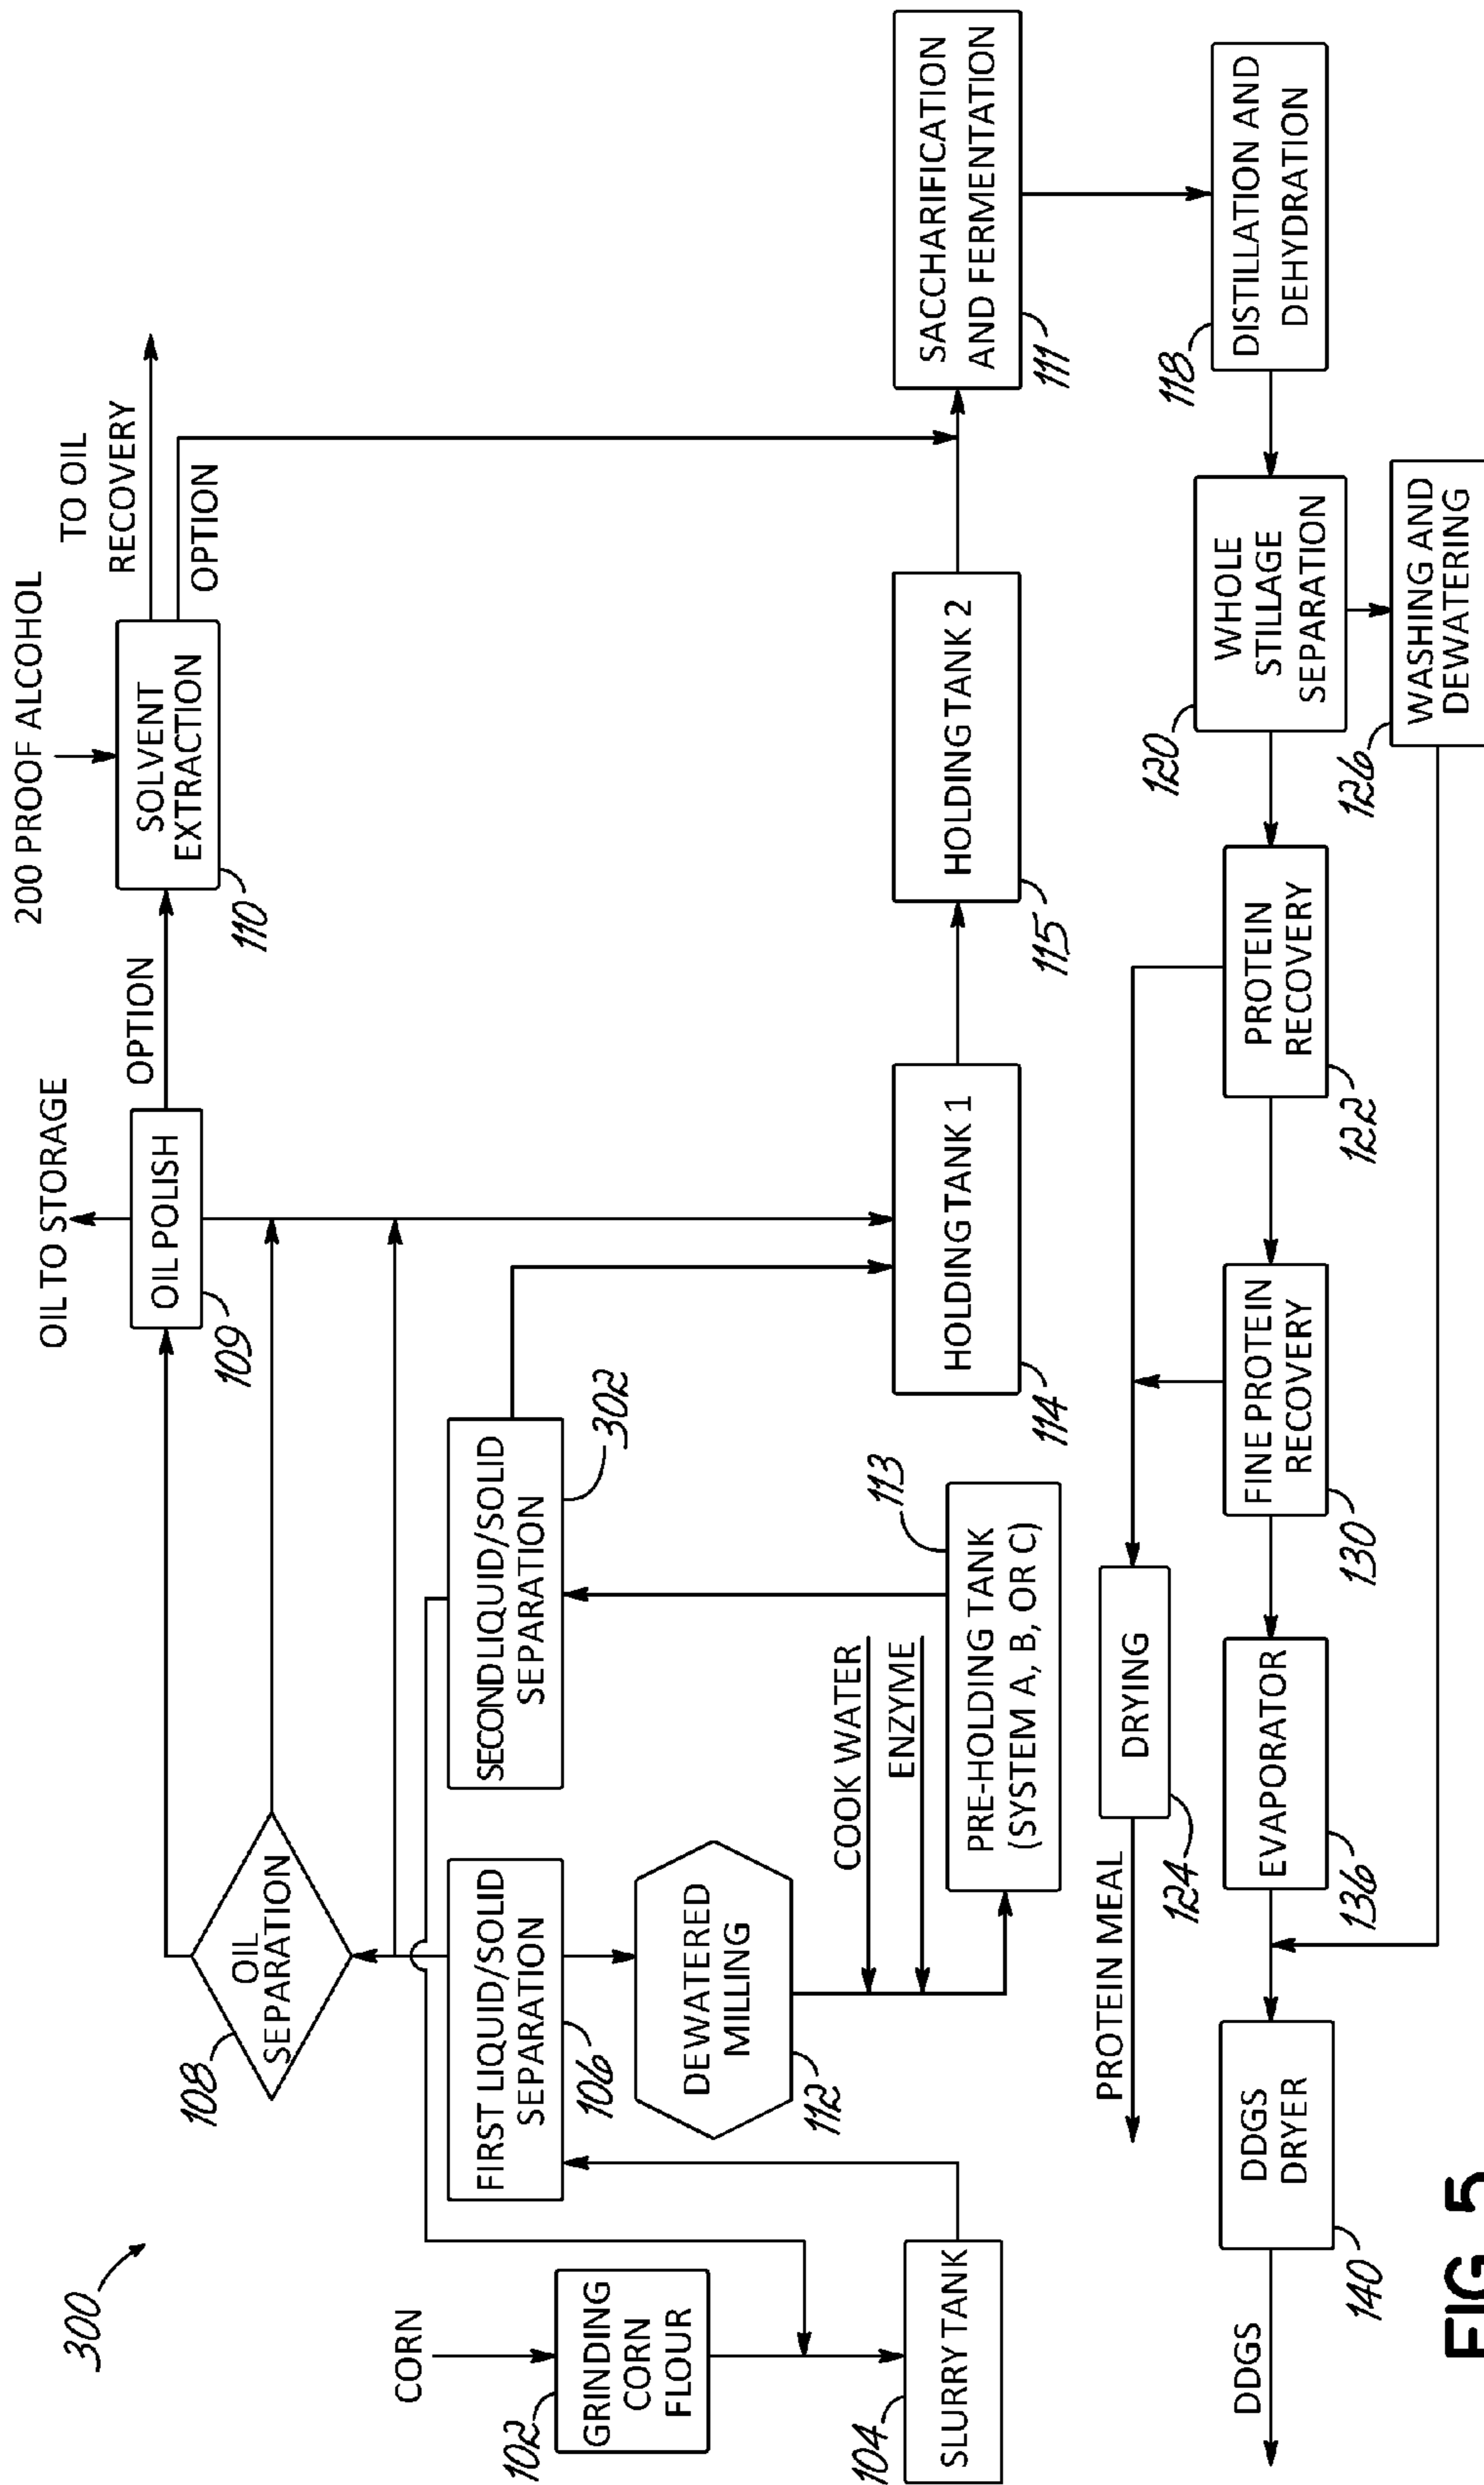 300
CORN
GRINDING
CORN
FLOUR
102
SLURRY TANK
104
FIRST LIQUID/SOLID
SEPARATION
106
OIL
SEPARATION
108
DEWATERED
MILLING
112
COOK WATER
ENZYME
PRE-HOLDING TANK
(SYSTEM A, B, OR C)
113
SECOND LIQUID/SOLID
SEPARATION
302
OIL TO STORAGE
OIL POLISH
109
OPTION
200 PROOF ALCOHOL
SOLVENT
EXTRACTION
110
TO OIL
RECOVERY
OPTION
HOLDING TANK 1
114
HOLDING TANK 2
115
SACCHARIFICATION
AND FERMENTATION
111
DISTILLATION AND
DEHYDRATION
118
WHOLE
STILLAGE
SEPARATION
120
WASHING AND
DEWATERING
126
PROTEIN
RECOVERY
122
FINE PROTEIN
RECOVERY
130
DRYING
124
PROTEIN MEAL
EVAPORATOR
136
DDGS
DRYER
140
DDGS
FIG. 5